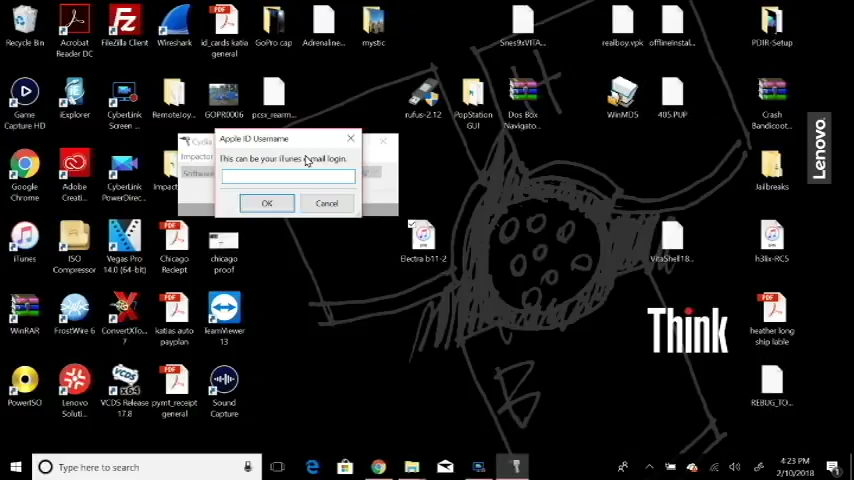 Recycle Bin
Acrobat
Reader DC
FileZilla Client
Wireshark
id_cards katia
general
GoPro cap
Adrenaline...
mystic
Snes9xVITA...
realboy.vpk
offlineInstal...
PDIR-Setup
Game
Capture HD
iExplorer
CyberLink
Screen ...
RemoteJoy...
GOPR0006
pcsx_rearm...
rufus-2.12
PopStation
GUI
Dos Box
Navigato...
WinMDS
405.PUP
Crash
Bandicoot...
Apple ID Username
This can be your iTunes email login.
OK
Cancel
Impactor
Google
Chrome
Adobe
Creati...
CyberLink
PowerDirec...
Jailbreaks
Lenovo
iTunes
ISO
Compressor
Vegas Pro
14.0 (64-bit)
Chicago
Reciept
chicago
proof
Electra b11-2
VitaShell18...
h3lix-RC5
WinRAR
FrostWire 6
ConvertXTo...
7
katias auto
payplan
TeamViewer
13
Think
heather long
ship lable
PowerISO
Lenovo
Soluti...
VCDS Release
17.8
pymt_receipt
general
Sound
Capture
REBUG_TO...
H
B
Type here to search
4:23 PM
2/10/2018